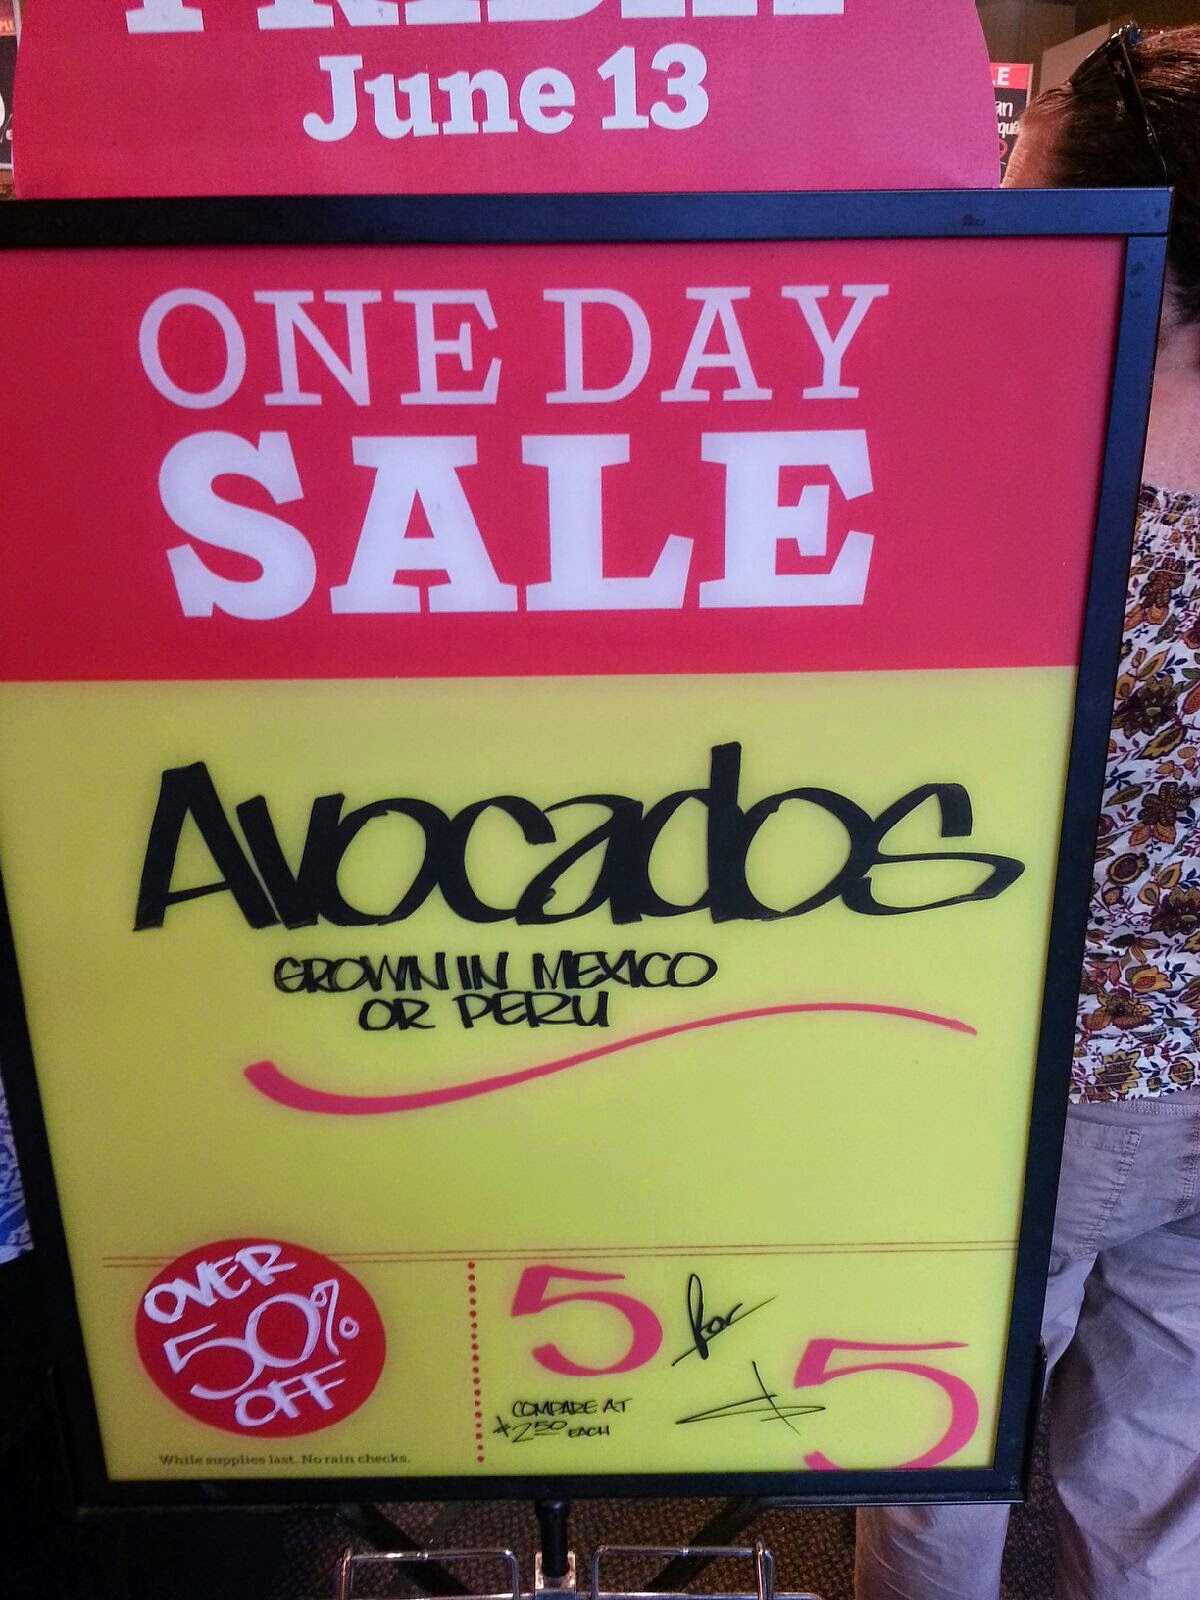 FRIDAY
June 13
ONE DAY
SALE
Avocados
GROWN IN MEXICO
OR PERU
OVER
50%
OFF
While supplies last. No rain checks.
5 for $5
COMPARE AT
$2.50 EACH